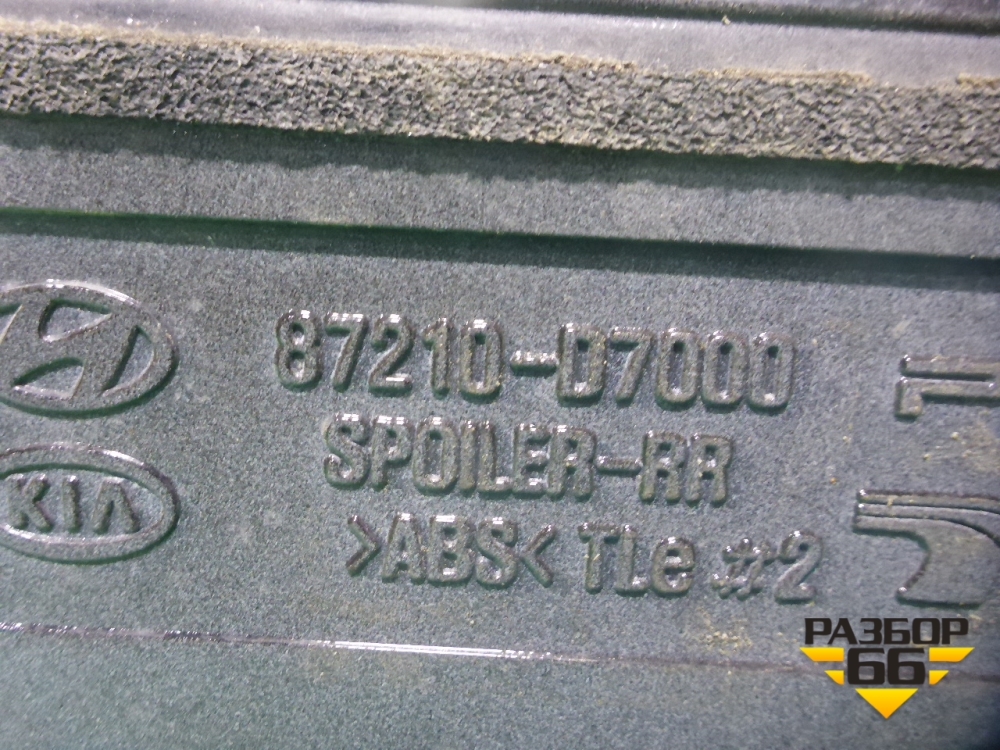 87210-D7000
KIA
SPOILER-RR
>ABS< TLe #2
РАЗБОР
66